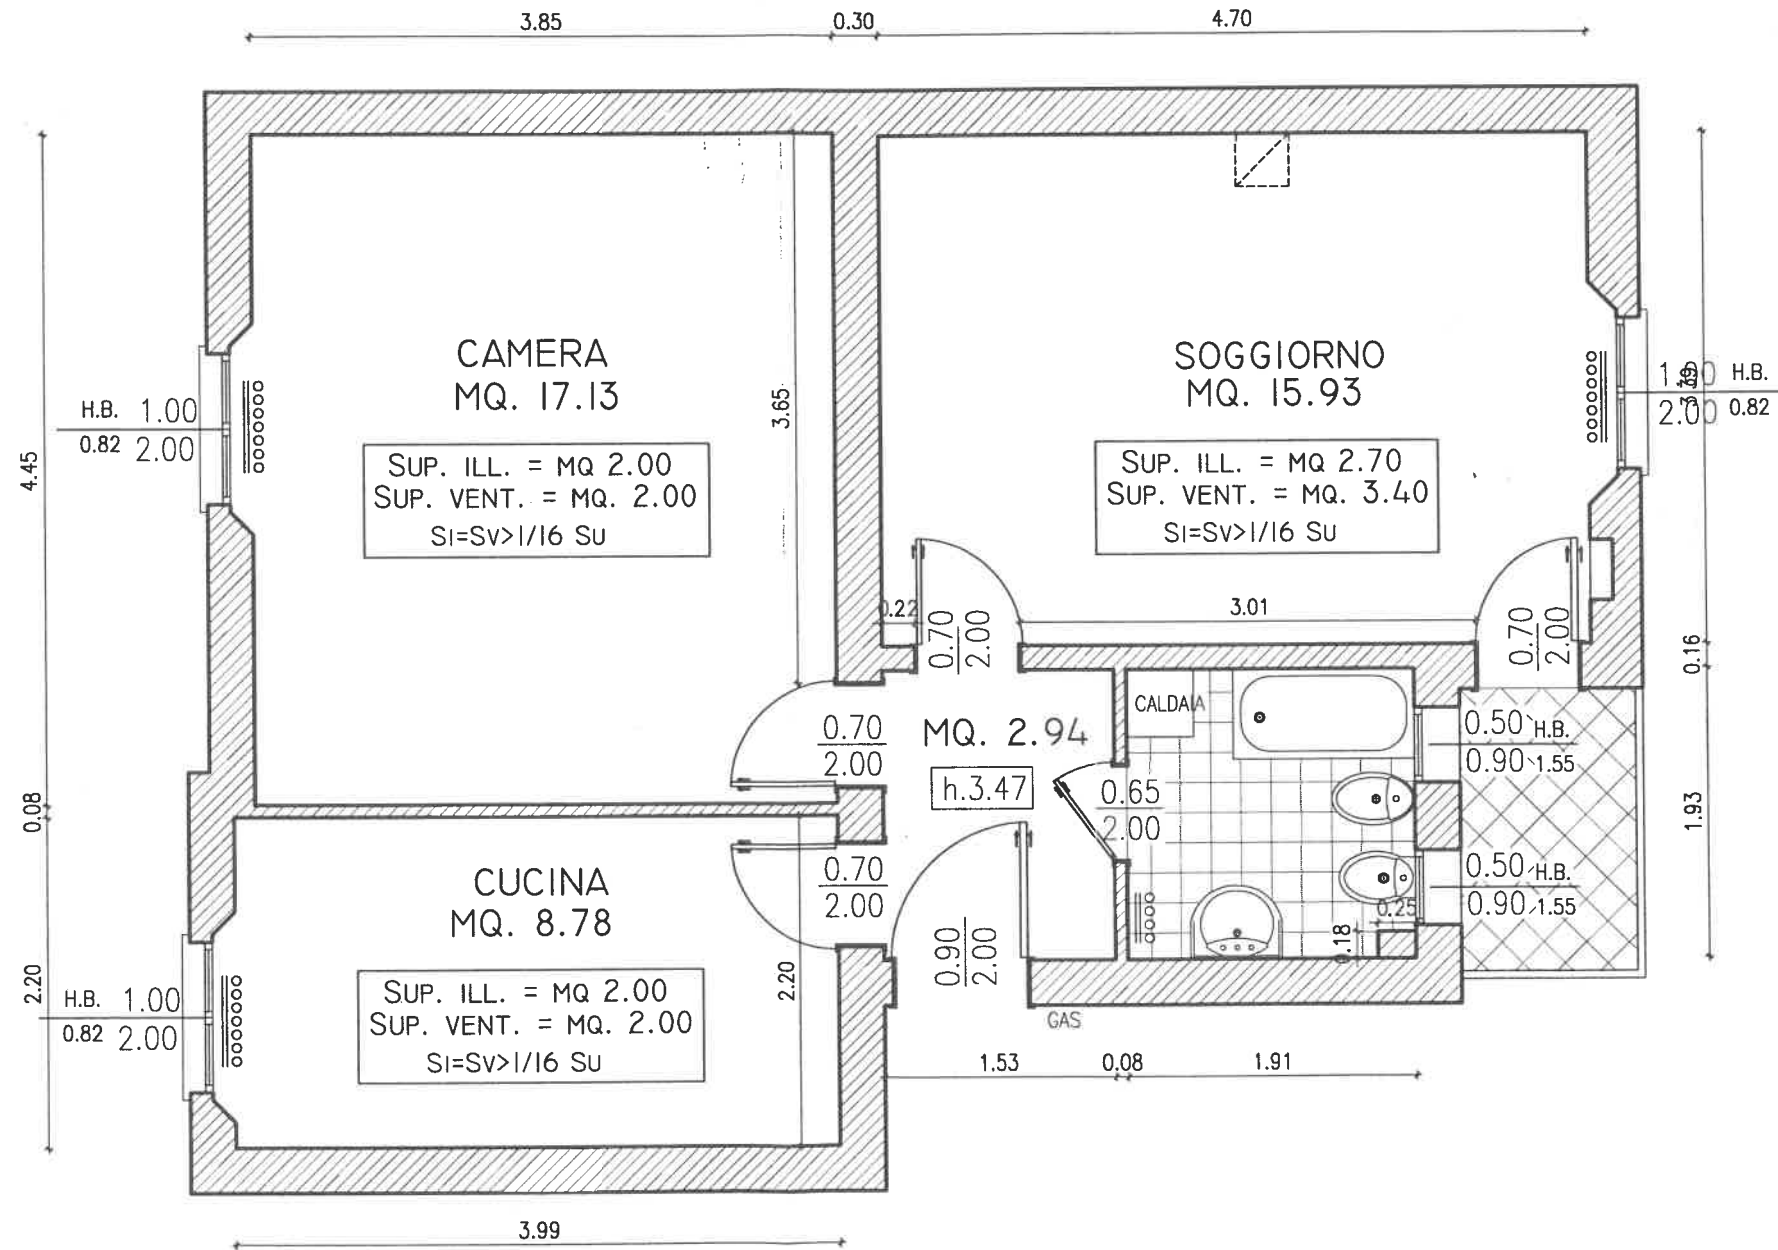 3.85
0.30
4.70
CAMERA
MQ. 17.13
SUP. ILL. = MQ 2.00
SUP. VENT. = MQ. 2.00
SI=SV>1/16 SU
3.65
H.B. 1.00
0.82 2.00
4.45
SOGGIORNO
MQ. 15.93
SUP. ILL. = MQ 2.70
SUP. VENT. = MQ. 3.40
SI=SV>1/16 SU
H.B.
2.00 0.82
0.22
0.70
2.00
3.01
0.70
2.00
0.16
CALDAIA
MQ. 2.94
h.3.47
0.70
2.00
0.65
2.00
0.50 H.B.
0.90 1.55
1.93
0.08
CUCINA
MQ. 8.78
0.70
2.00
0.50 H.B.
0.90 1.55
0.25
0.18
0.90
2.00
2.20
H.B. 1.00
0.82 2.00
SUP. ILL. = MQ 2.00
SUP. VENT. = MQ. 2.00
SI=SV>1/16 SU
2.20
GAS
1.53
0.08
1.91
3.99